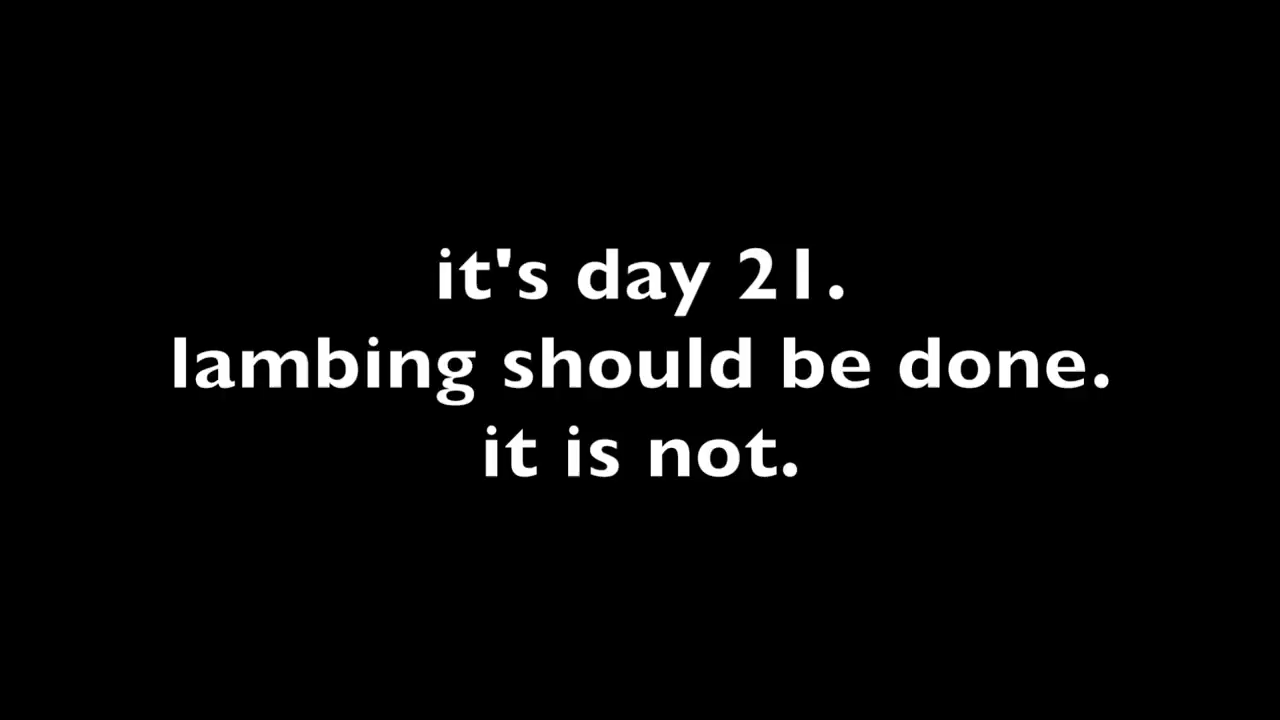 it's day 21.
lambing should be done.
it is not.